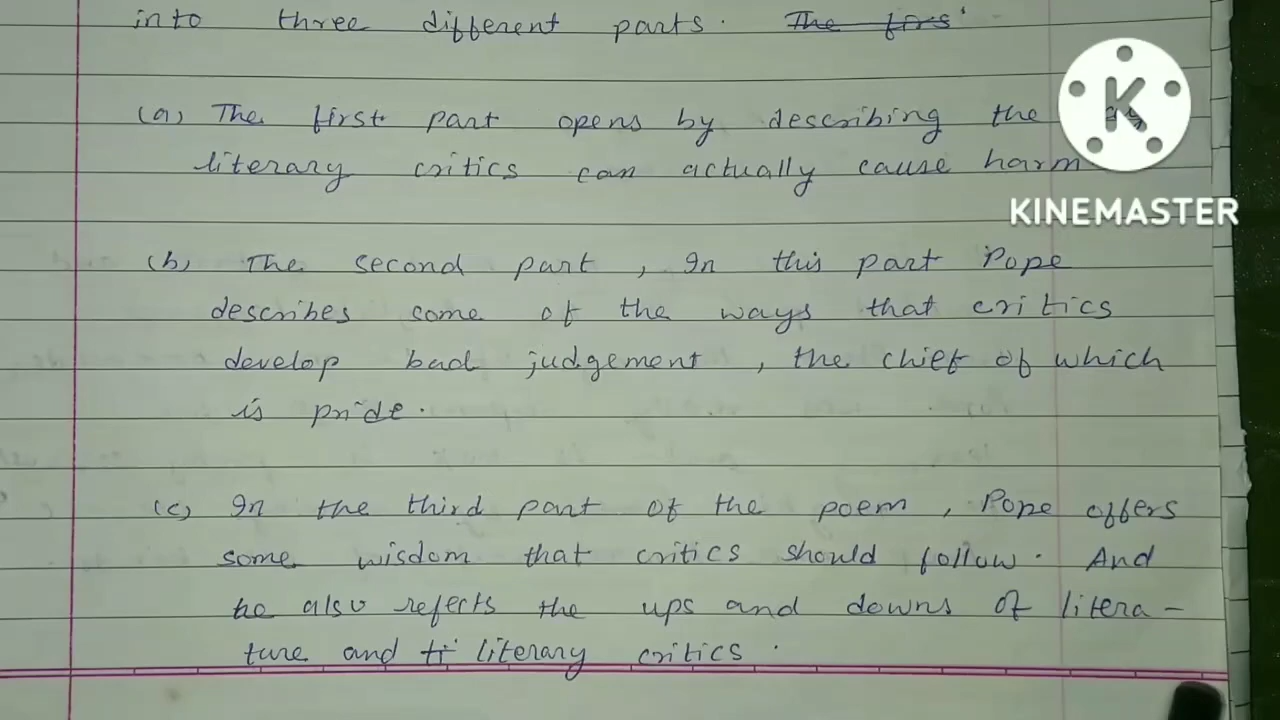 into three different parts. The firs
(a) The first part opens by describing the
literary critics can actually cause harm
KINEMASTER
(b) The second part, In this part Pope
describes some of the ways that critics
develop bad judgement, the chief of which
is pride.
(c) In the third part of the poem, Pope offers
some wisdom that critics should follow. And
he also refects the ups and downs of litera-
ture and tr literary critics.